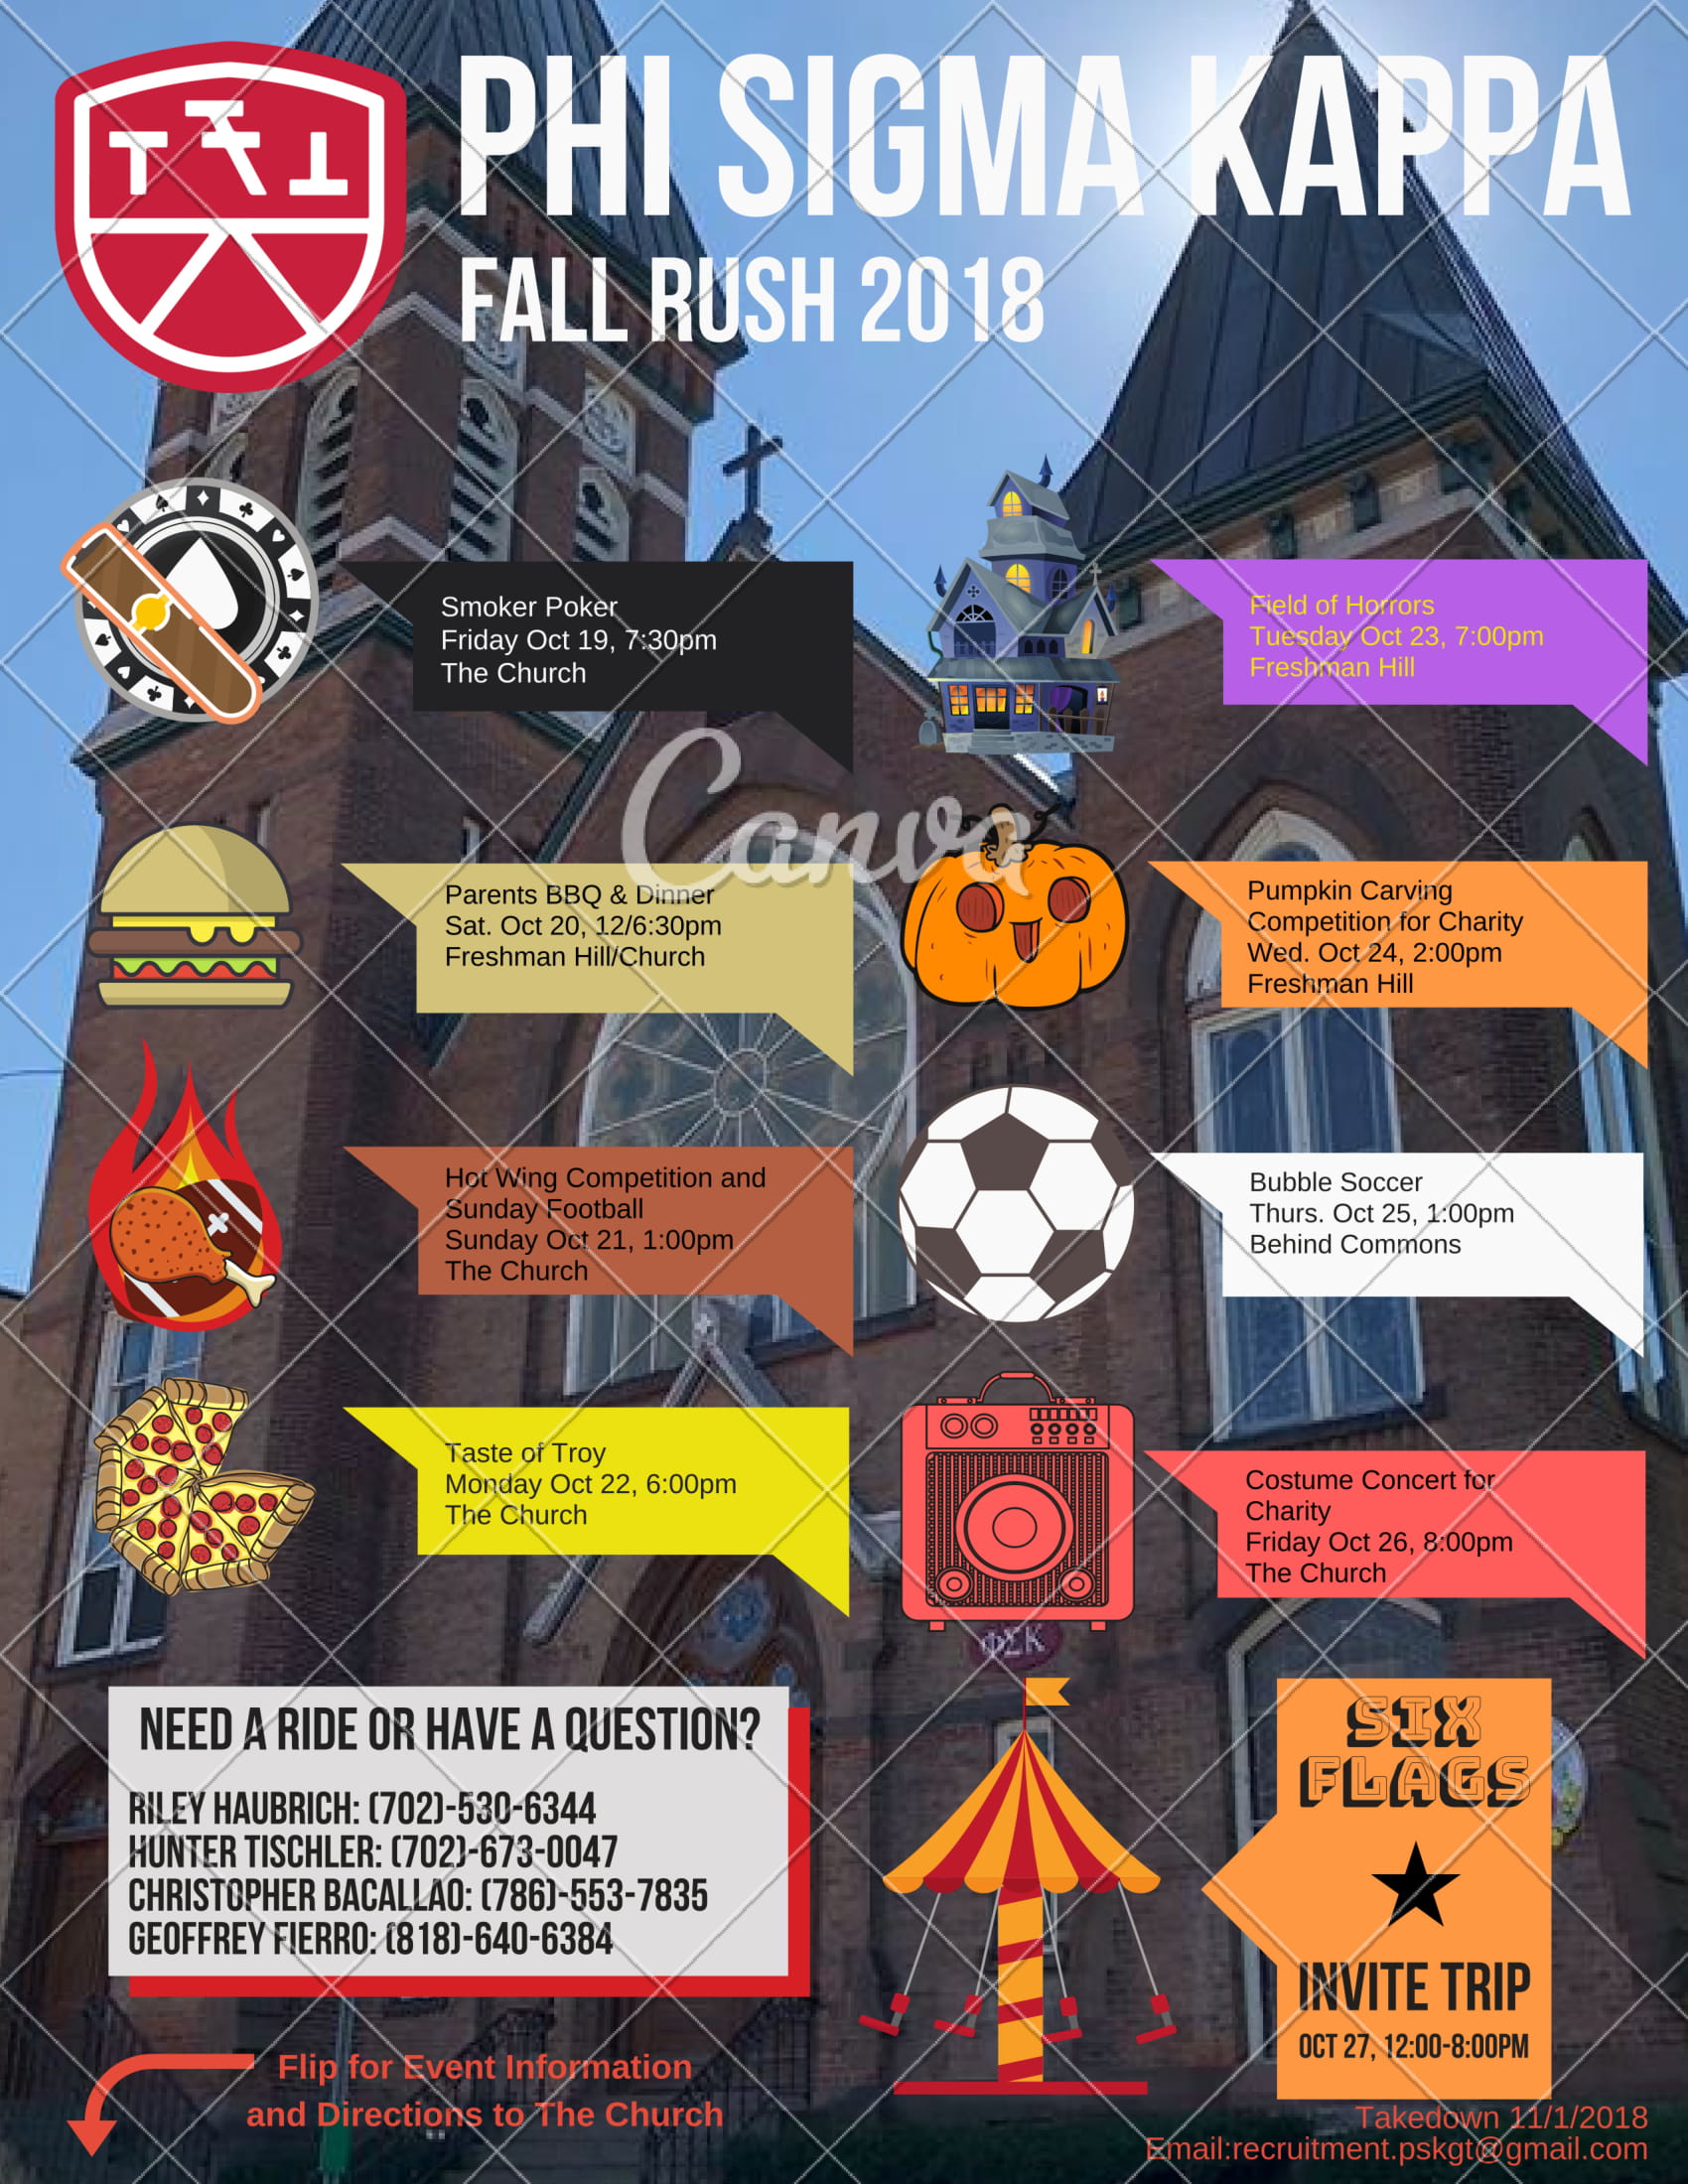 PHI SIGMA KAPPA
FALL RUSH 2018
Smoker Poker
Friday Oct 19, 7:30pm
The Church
Field of Horrors
Tuesday Oct 23, 7:00pm
Freshman Hill
Canva
Parents BBQ & Dinner
Sat. Oct 20, 12/6:30pm
Freshman Hill/Church
Pumpkin Carving
Competition for Charity
Wed. Oct 24, 2:00pm
Freshman Hill
Hot Wing Competition and
Sunday Football
Sunday Oct 21, 1:00pm
The Church
Bubble Soccer
Thurs. Oct 25, 1:00pm
Behind Commons
Taste of Troy
Monday Oct 22, 6:00pm
The Church
Costume Concert for
Charity
Friday Oct 26, 8:00pm
The Church
ΦΣΚ
NEED A RIDE OR HAVE A QUESTION?
RILEY HAUBRICH: (702)-530-6344
HUNTER TISCHLER: (702)-673-0047
CHRISTOPHER BACALLAO: (786)-553-7835
GEOFFREY FIERRO: (818)-640-6384
SIX
FLAGS
INVITE TRIP
OCT 27, 12:00-8:00PM
Flip for Event Information
and Directions to The Church
Takedown 11/1/2018
Email:recruitment.pskgt@gmail.com